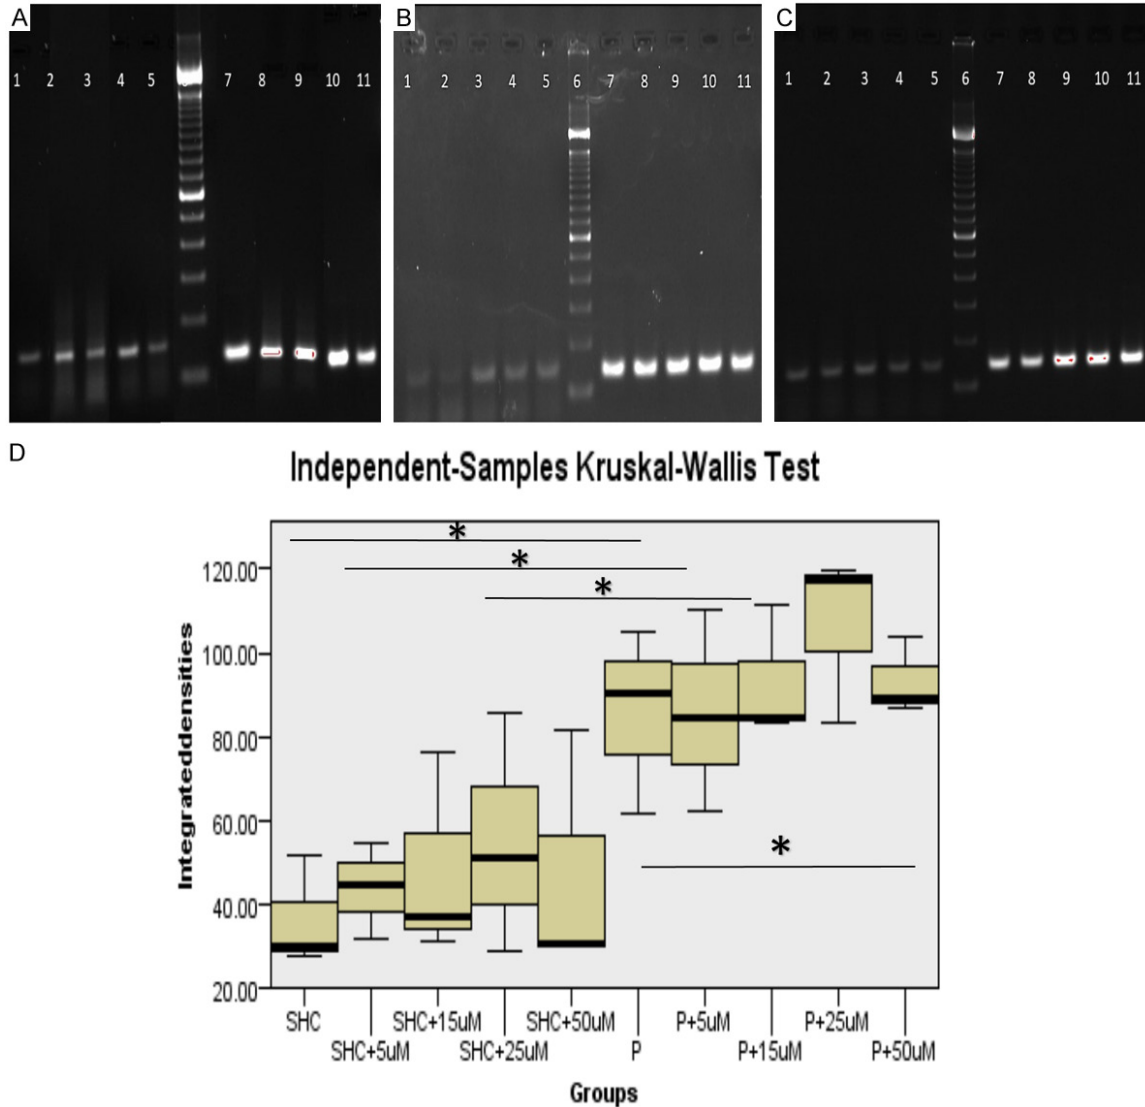 A
B
C
1 2 3 4 5 7 8 9 10 11
1 2 3 4 5 6 7 8 9 10 11
1 2 3 4 5 6 7 8 9 10 11
D
Independent-Samples Kruskal-Wallis Test
Integrateddensities
120.00
100.00
80.00
60.00
40.00
20.00
*
*
*
*
SHC SHC+15uM SHC+50uM P+5uM P+25uM
SHC+5uM SHC+25uM P P+15uM P+50uM
Groups